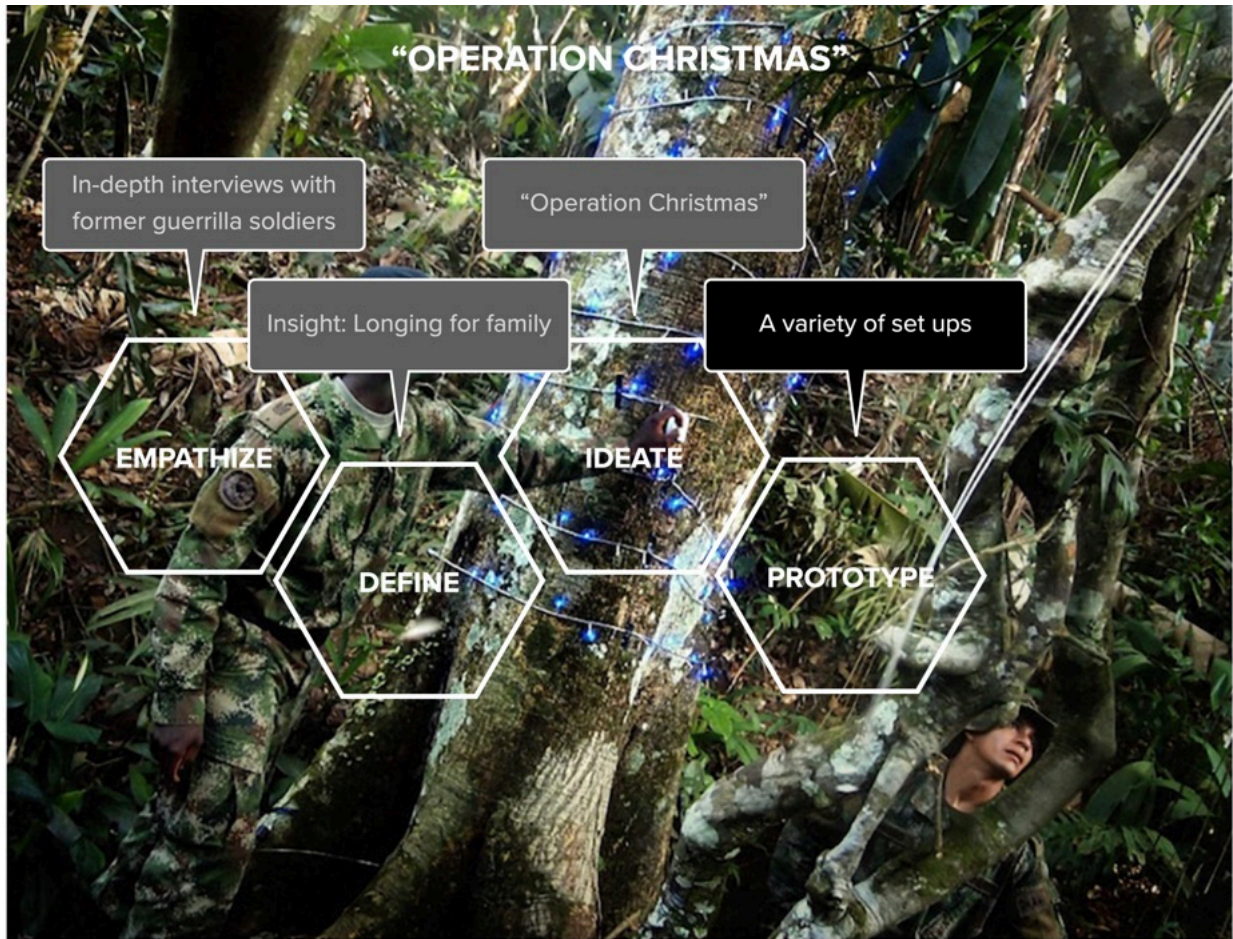 “OPERATION CHRISTMAS”
In-depth interviews with
former guerrilla soldiers
“Operation Christmas”
Insight: Longing for family
A variety of set ups
EMPATHIZE
IDEATE
DEFINE
PROTOTYPE